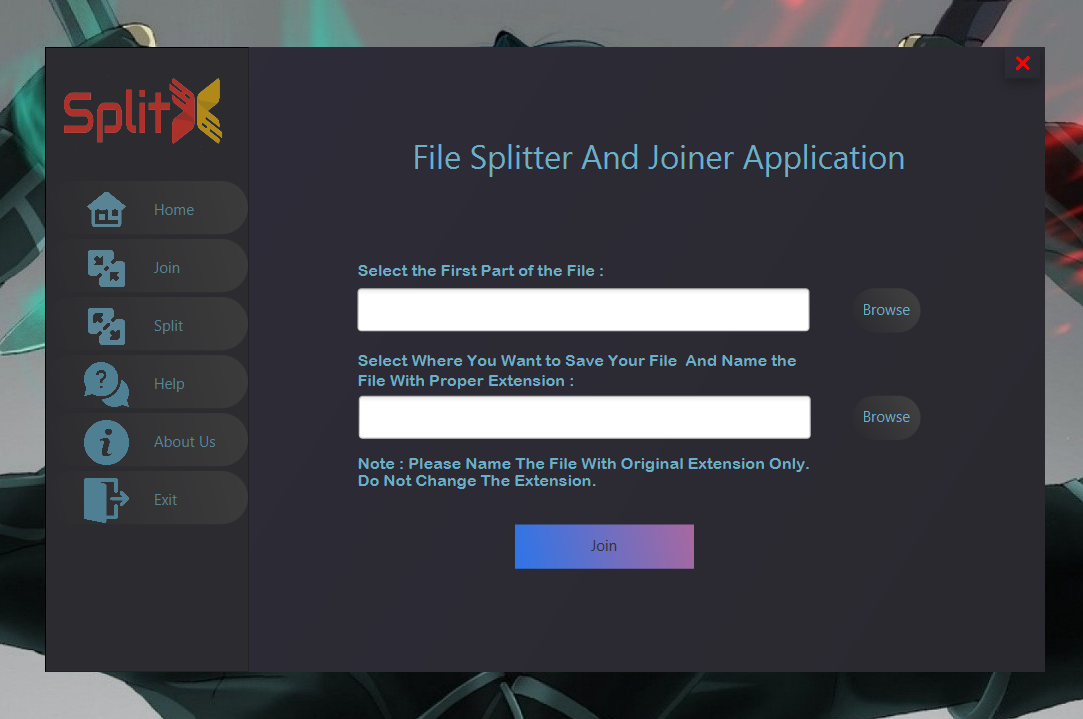 SplitX
File Splitter And Joiner Application
Home
Join
Split
Help
About Us
Exit
Select the First Part of the File :
Browse
Select Where You Want to Save Your File  And Name the
File With Proper Extension :
Browse
Note : Please Name The File With Original Extension Only.
Do Not Change The Extension.
Join